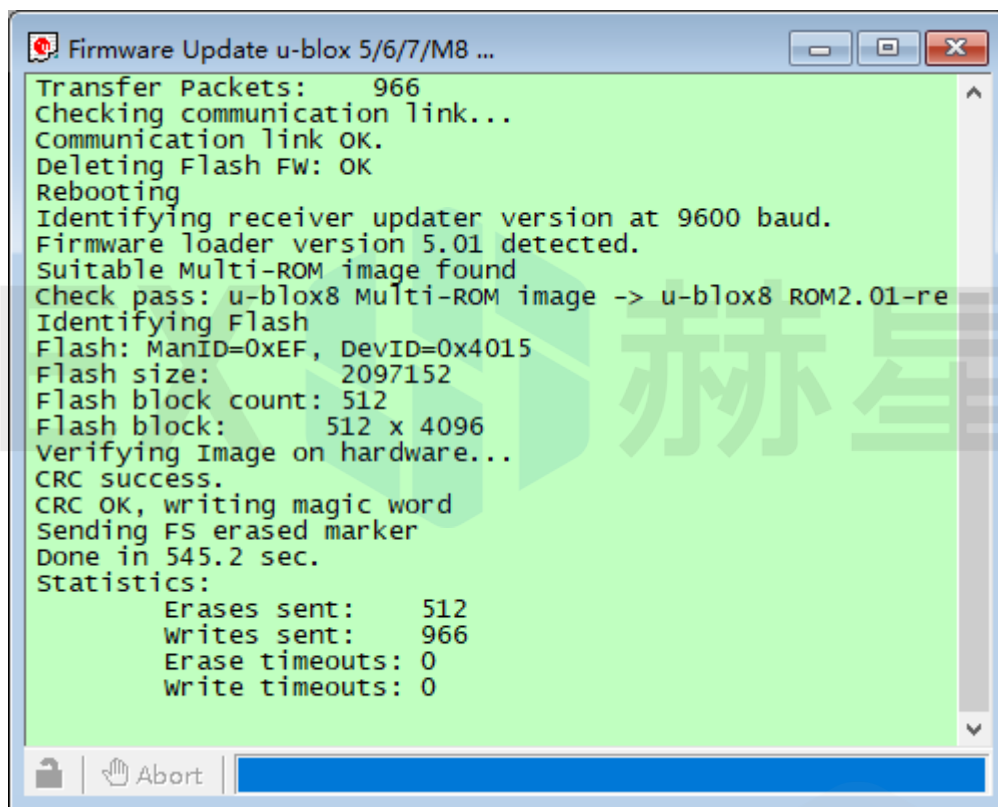 Firmware Update u-blox 5/6/7/M8 ...
Transfer Packets:    966
Checking communication link...
Communication link OK.
Deleting Flash FW: OK
Rebooting
Identifying receiver updater version at 9600 baud.
Firmware loader version 5.01 detected.
Suitable Multi-ROM image found
Check pass: u-blox8 Multi-ROM image -> u-blox8 ROM2.01-re
Identifying Flash
Flash: ManID=0xEF, DevID=0x4015
Flash size:        2097152
Flash block count: 512
Flash block:      512 x 4096
Verifying Image on hardware...
CRC success.
CRC OK, writing magic word
Sending FS erased marker
Done in 545.2 sec.
Statistics:
        Erases sent:    512
        Writes sent:    966
        Erase timeouts: 0
        Write timeouts: 0
Abort
赫星